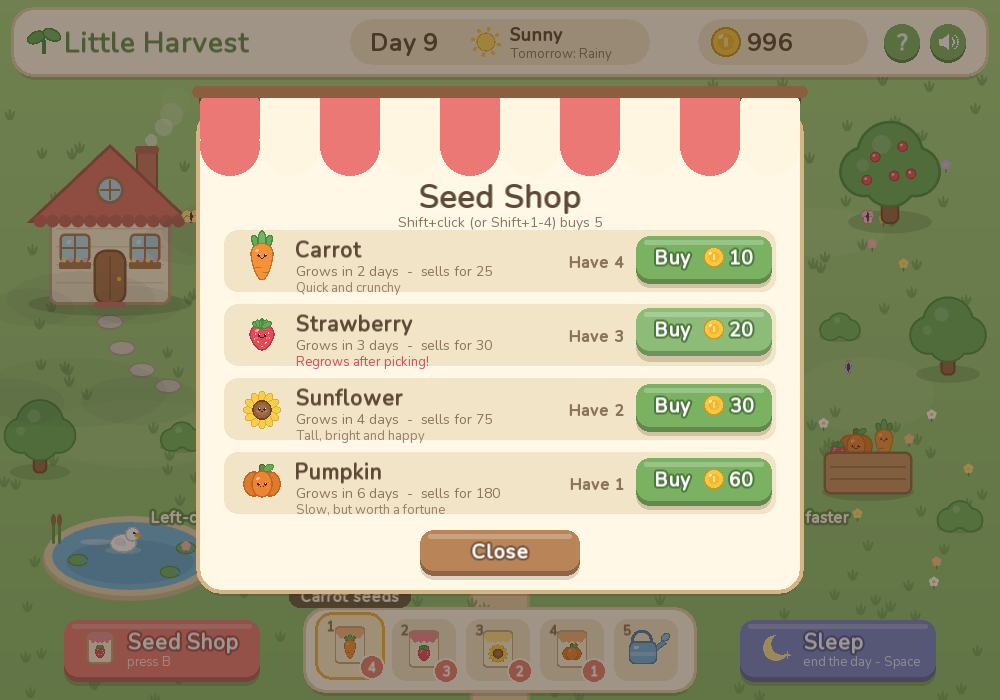 Little Harvest
Day 9
Sunny
Tomorrow: Rainy
996
?
Seed Shop
Shift+click (or Shift+1-4) buys 5
Carrot
Grows in 2 days - sells for 25
Quick and crunchy
Have 4
Buy 10
Strawberry
Grows in 3 days - sells for 30
Regrows after picking!
Have 3
Buy 20
Sunflower
Grows in 4 days - sells for 75
Tall, bright and happy
Have 2
Buy 30
Pumpkin
Grows in 6 days - sells for 180
Slow, but worth a fortune
Have 1
Buy 60
faster
Close
Carrot seeds
Seed Shop
press B
1
4
2
3
3
2
4
1
5
Sleep
end the day - Space